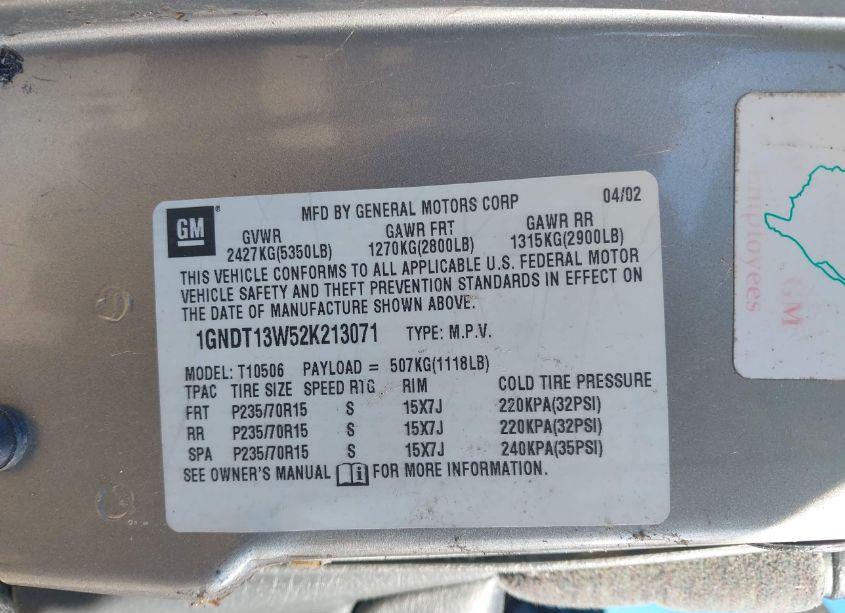 GM
®
MFD BY GENERAL MOTORS CORP
04/02
GVWR
GAWR FRT
GAWR RR
2427KG(5350LB)
1270KG(2800LB)
1315KG(2900LB)
THIS VEHICLE CONFORMS TO ALL APPLICABLE U.S. FEDERAL MOTOR
VEHICLE SAFETY AND THEFT PREVENTION STANDARDS IN EFFECT ON
THE DATE OF MANUFACTURE SHOWN ABOVE.
1GNDT13W52K213071 TYPE: M.P.V.
MODEL: T10506 PAYLOAD = 507KG(1118LB)
TPAC TIRE SIZE SPEED RTG RIM COLD TIRE PRESSURE
FRT P235/70R15 S 15X7J 220KPA(32PSI)
RR P235/70R15 S 15X7J 220KPA(32PSI)
SPA P235/70R15 S 15X7J 240KPA(35PSI)
SEE OWNER'S MANUAL FOR MORE INFORMATION.
employees
GM